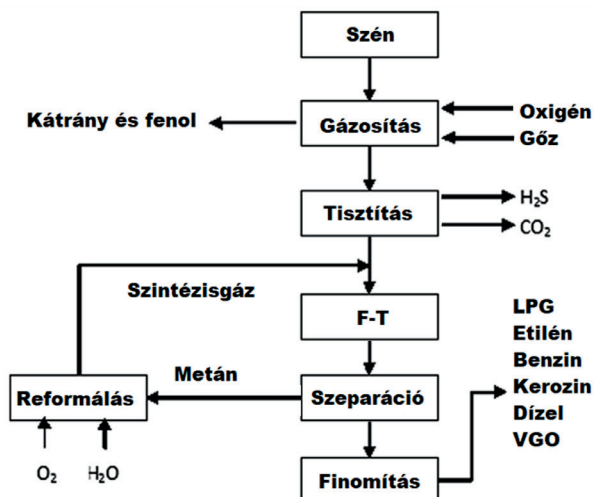 Szén
Kátrány és fenol
Gázosítás
Oxigén
Gőz
Tisztítás
H₂S
CO₂
Szintézisgáz
F-T
LPG
Etilén
Benzin
Kerozin
Dízel
VGO
Metán
Reformálás
Szeparáció
O₂
H₂O
Finomítás